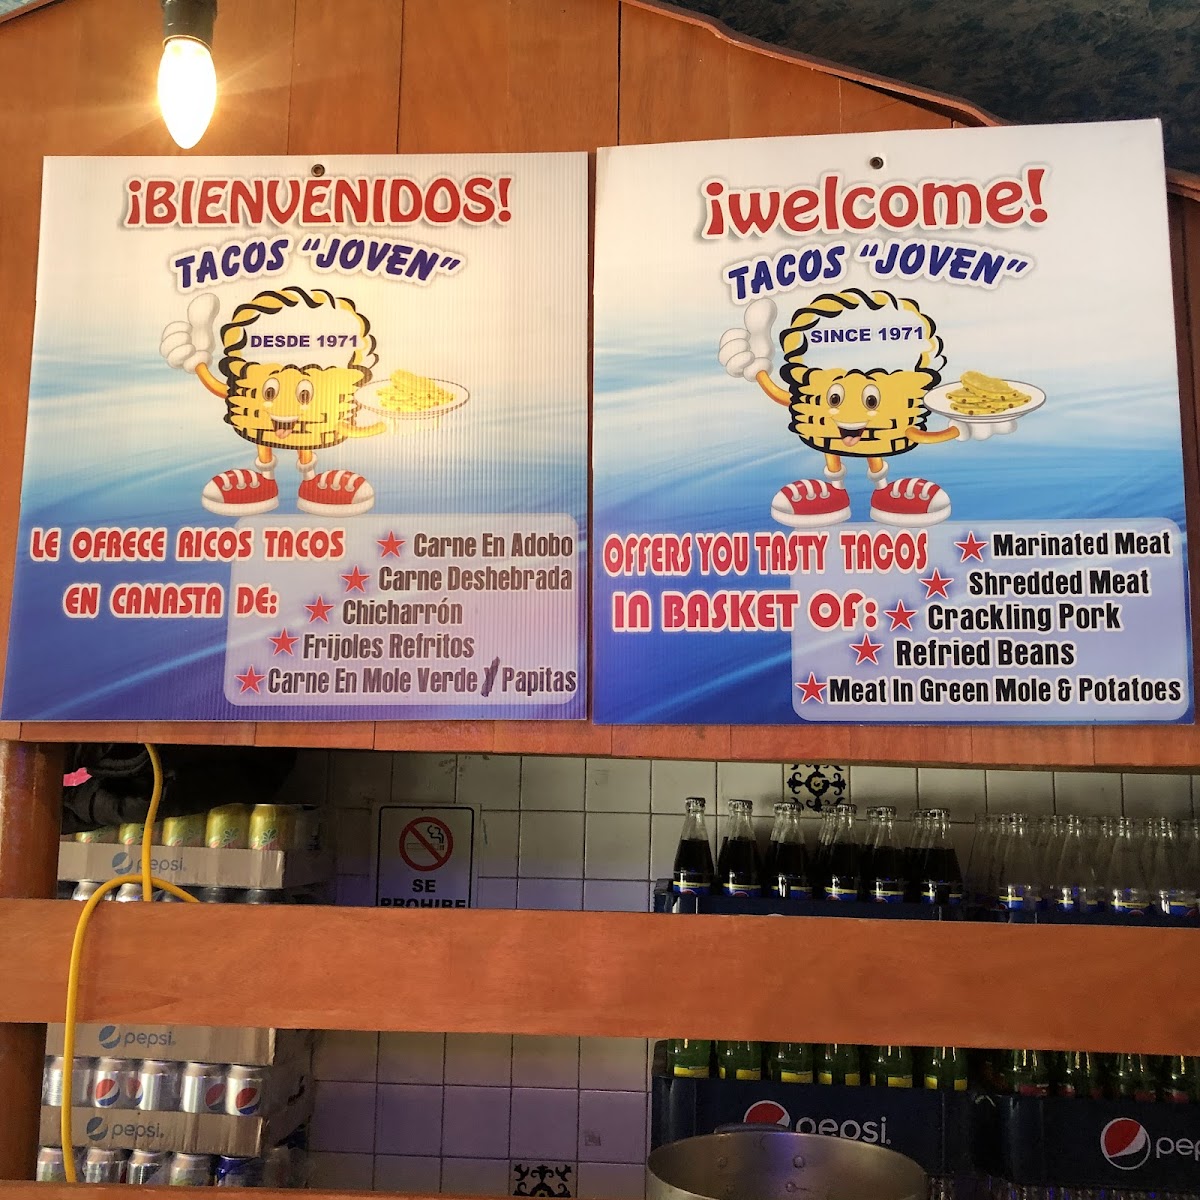 ¡BIENVENIDOS!
TACOS "JOVEN"
DESDE 1971
LE OFRECE RICOS TACOS
EN CANASTA DE:
Carne En Adobo
Carne Deshebrada
Chicharrón
Frijoles Refritos
Carne En Mole Verde Y Papitas
¡welcome!
TACOS "JOVEN"
SINCE 1971
OFFERS YOU TASTY TACOS
IN BASKET OF:
Marinated Meat
Shredded Meat
Crackling Pork
Refried Beans
Meat In Green Mole & Potatoes
pepsi.
SE
PROHIBE
pepsi.
pepsi.
pepsi.
pep